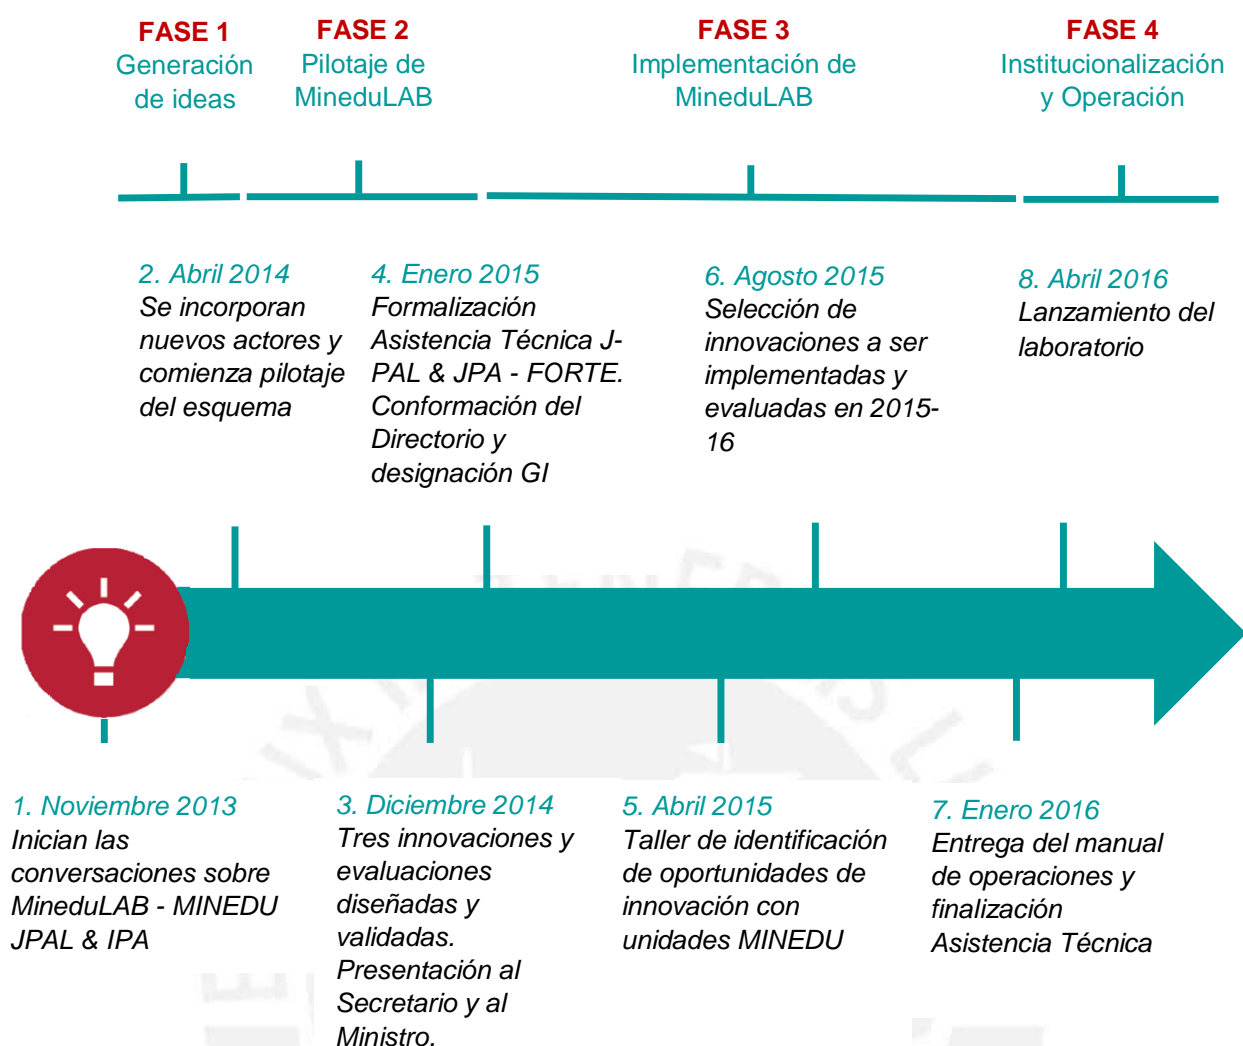 FASE 1
Generación
de ideas
FASE 2
Pilotaje de
MineduLAB
FASE 3
Implementación de
MineduLAB
FASE 4
Institucionalización
y Operación
2. Abril 2014
Se incorporan
nuevos actores y
comienza pilotaje
del esquema
4. Enero 2015
Formalización
Asistencia Técnica J-
PAL & JPA - FORTE.
Conformación del
Directorio y
designación GI
6. Agosto 2015
Selección de
innovaciones a ser
implementadas y
evaluadas en 2015-
16
8. Abril 2016
Lanzamiento del
laboratorio
1. Noviembre 2013
Inician las
conversaciones sobre
MineduLAB - MINEDU
JPAL & IPA
3. Diciembre 2014
Tres innovaciones y
evaluaciones
diseñadas y
validadas.
Presentación al
Secretario y al
Ministro.
5. Abril 2015
Taller de identificación
de oportunidades de
innovación con
unidades MINEDU
7. Enero 2016
Entrega del manual
de operaciones y
finalización
Asistencia Técnica